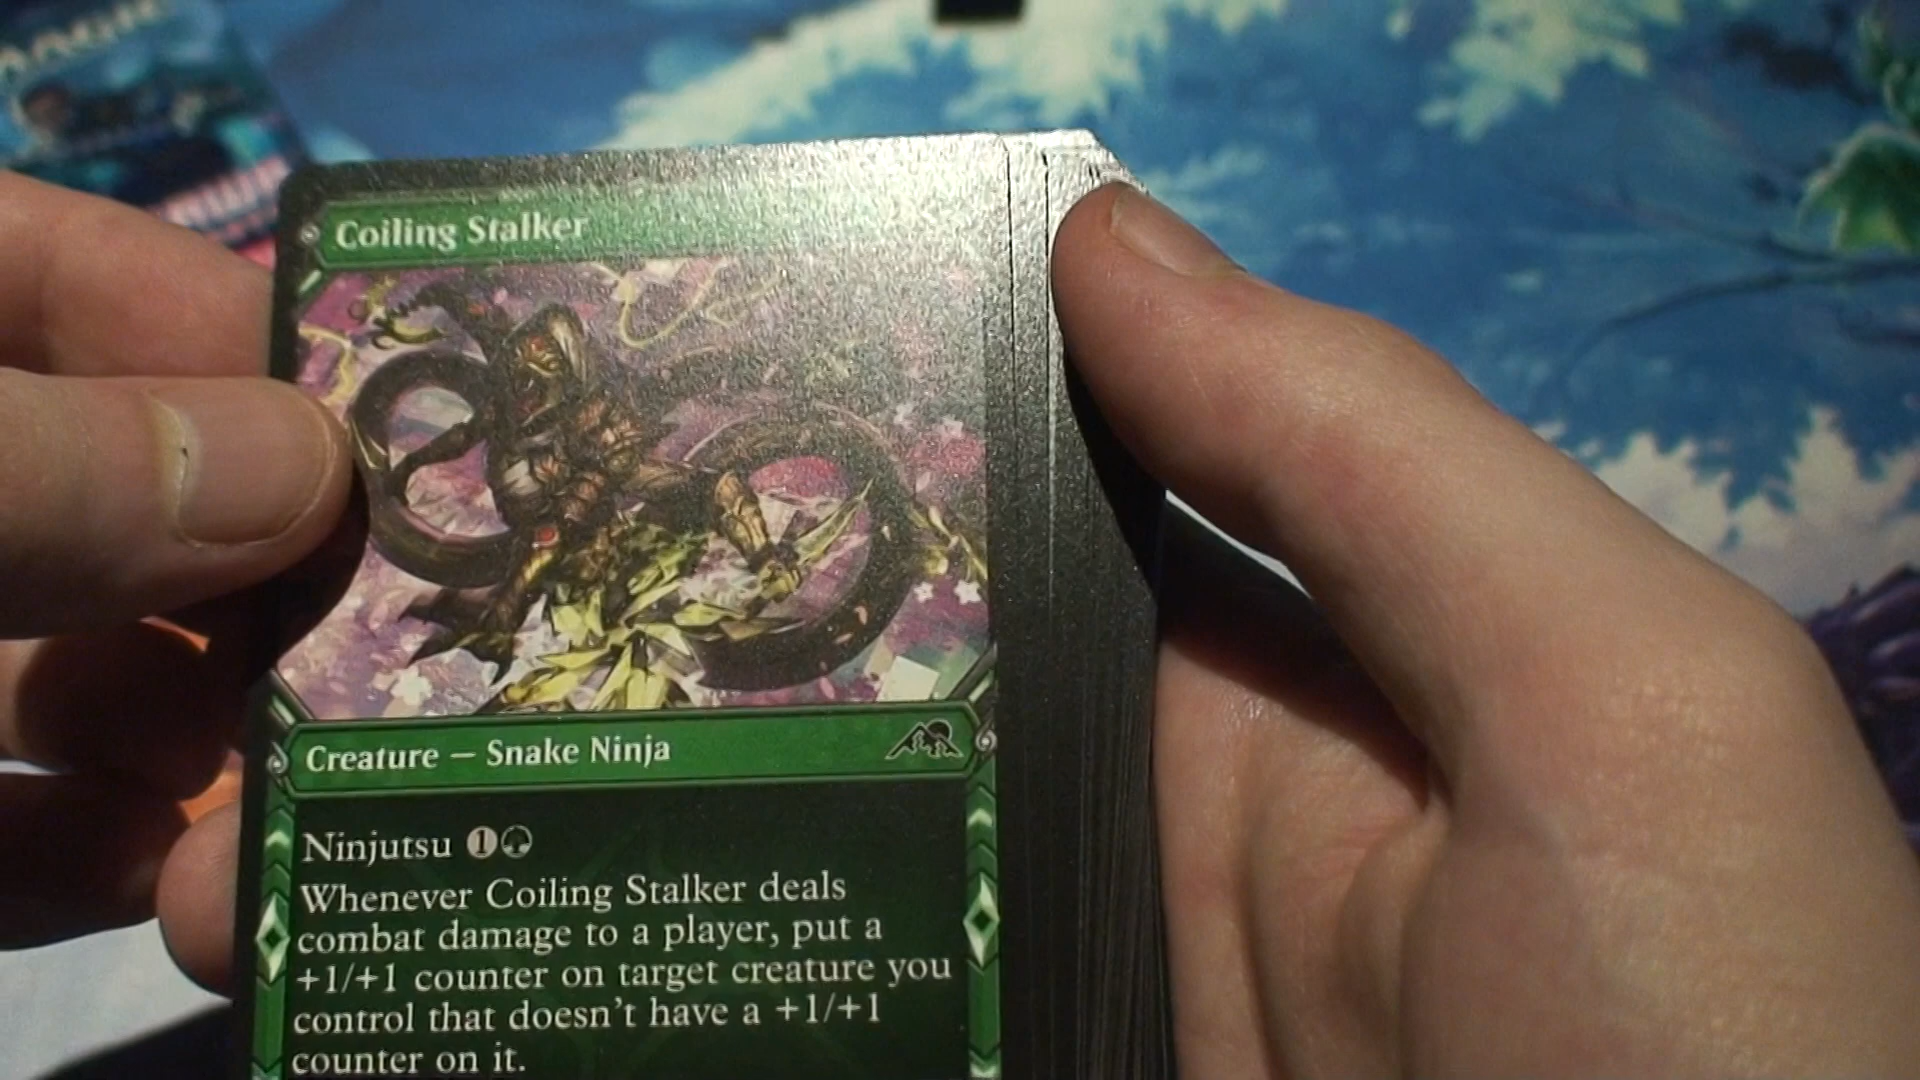 Coiling Stalker
Creature — Snake Ninja
Ninjutsu 1
Whenever Coiling Stalker deals
combat damage to a player, put a
+1/+1 counter on target creature you
control that doesn't have a +1/+1
counter on it.